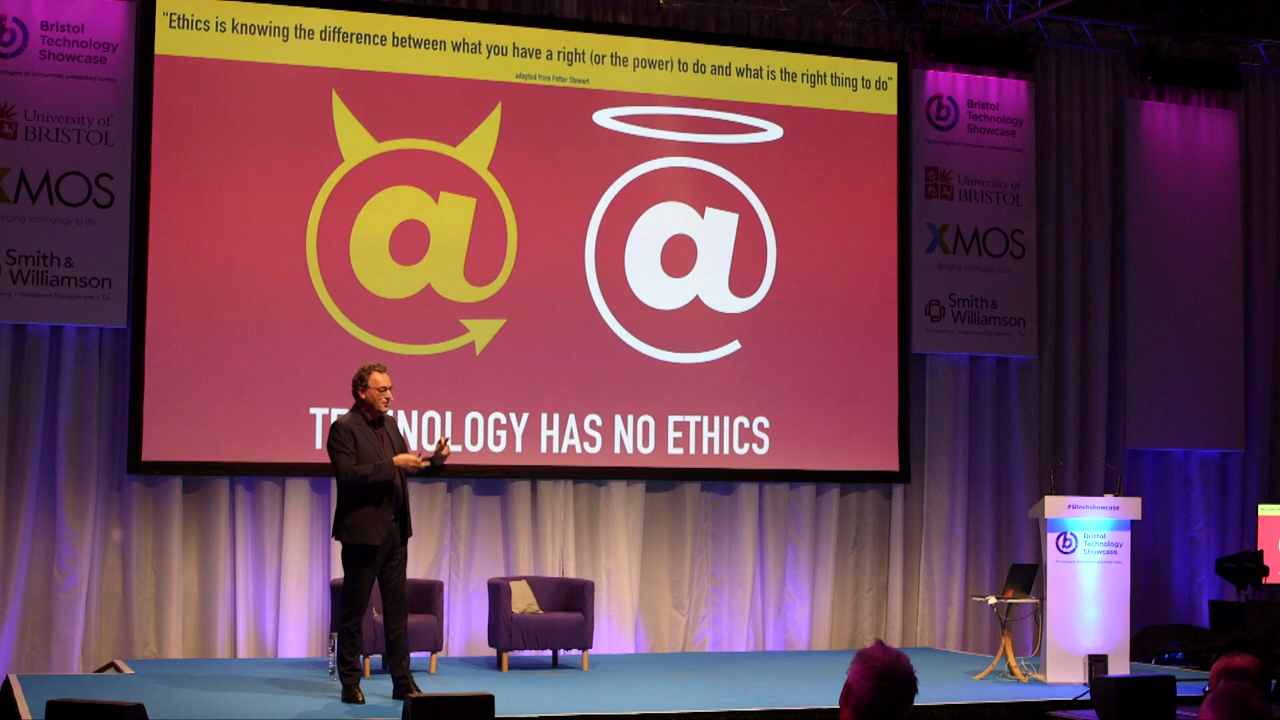 "Ethics is knowing the difference between what you have a right (or the power) to do and what is the right thing to do"
adapted from Potter Stewart
@ @
TECHNOLOGY HAS NO ETHICS
Bristol
Technology
Showcase
University of
BRISTOL
XMOS
Smith &
Williamson
Bristol
Technology
Showcase
University of
BRISTOL
XMOS
Smith &
Williamson
#Btechshowcase
Bristol
Technology
Showcase